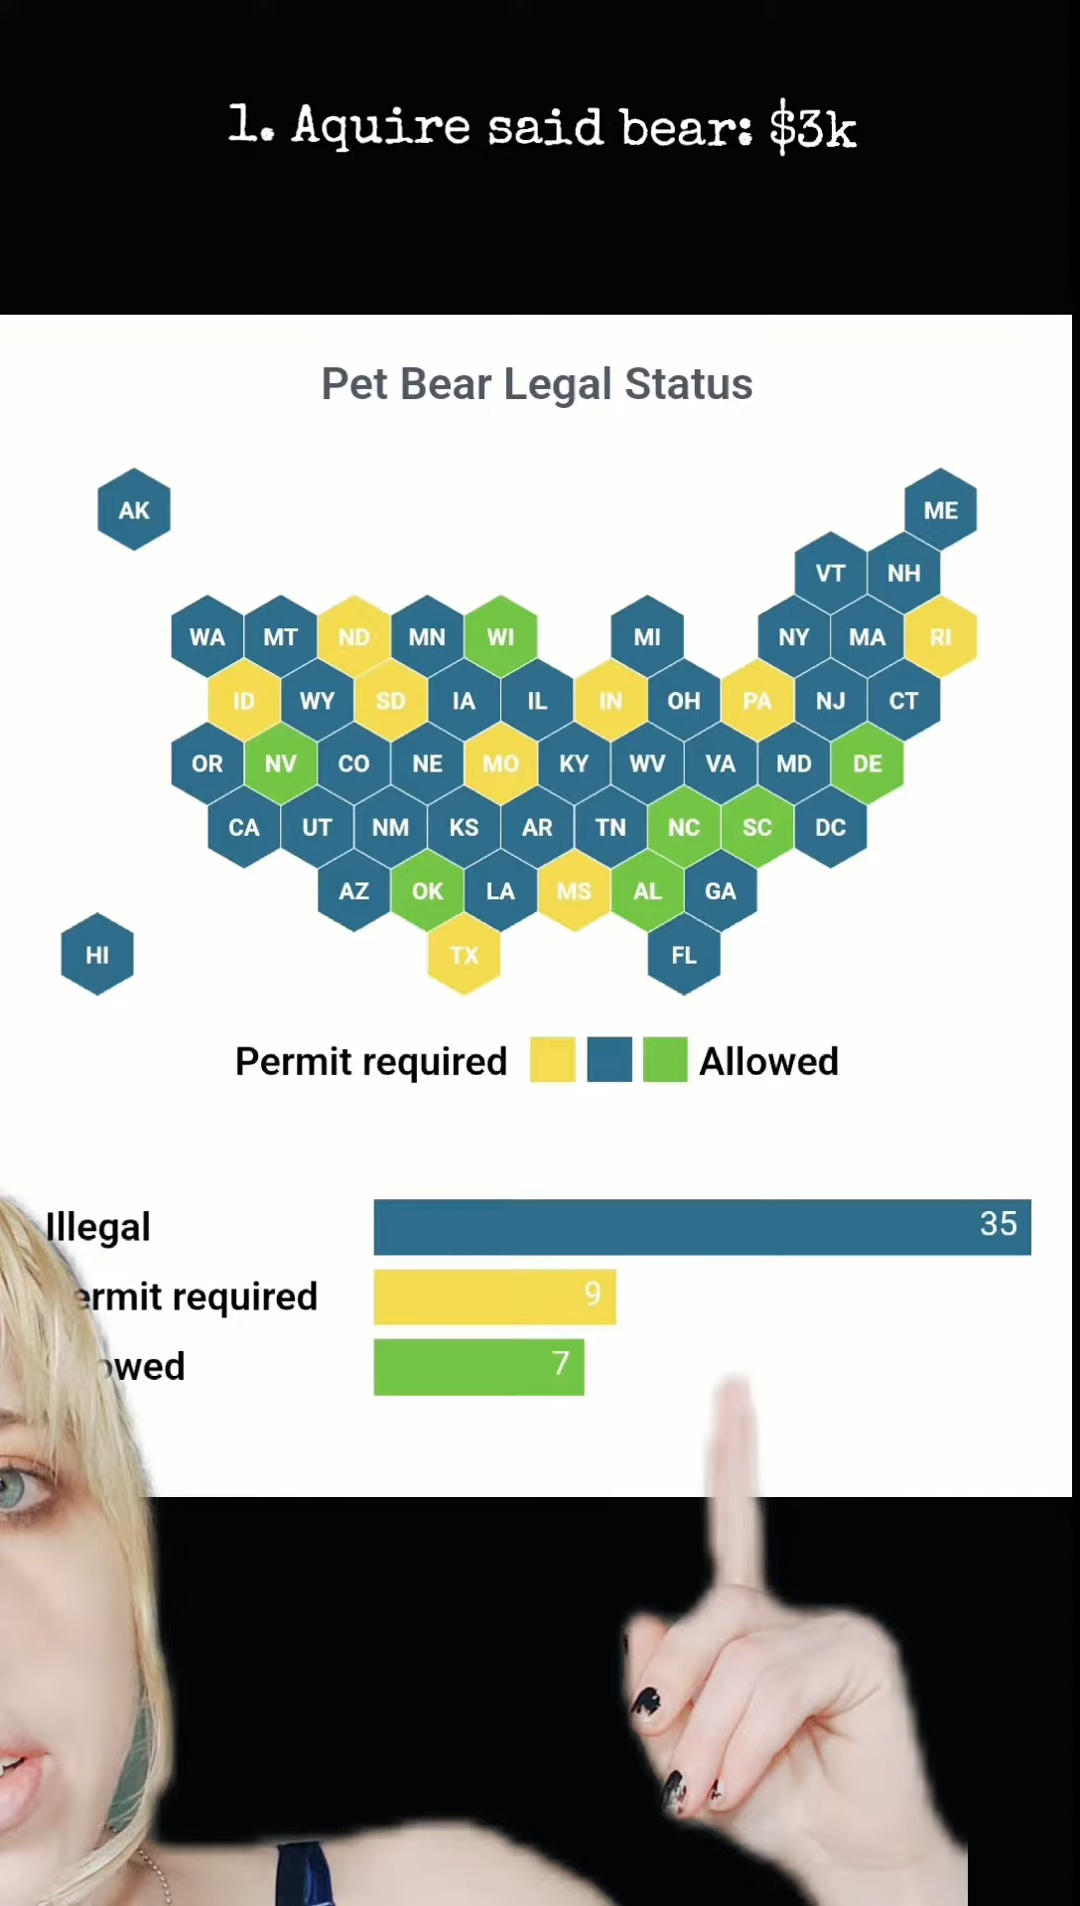 1. Aquire said bear: $3k
Pet Bear Legal Status
AK ME
VT NH
WA MT ND MN WI MI NY MA RI
ID WY SD IA IL IN OH PA NJ CT
OR NV CO NE MO KY WV VA MD DE
CA UT NM KS AR TN NC SC DC
AZ OK LA MS AL GA
HI TX FL
Permit required Allowed
Illegal 35
ermit required 9
owed 7